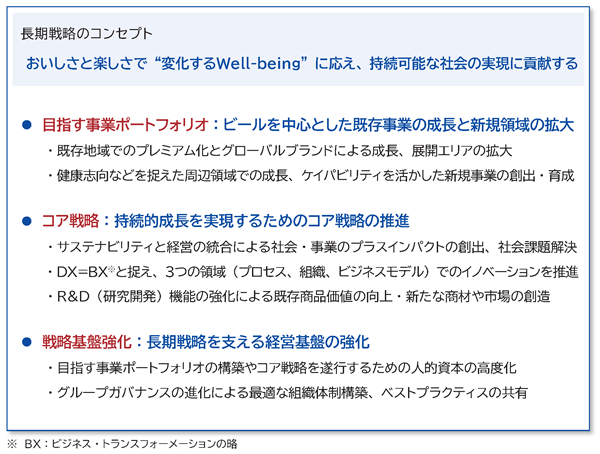 長期戦略のコンセプト
おいしさと楽しさで“変化するWell-being”に応え、持続可能な社会の実現に貢献する
● 目指す事業ポートフォリオ：ビールを中心とした既存事業の成長と新規領域の拡大
・既存地域でのプレミアム化とグローバルブランドによる成長、展開エリアの拡大
・健康志向などを捉えた周辺領域での成長、ケイパビリティを活かした新規事業の創出・育成
● コア戦略：持続的成長を実現するためのコア戦略の推進
・サステナビリティと経営の統合による社会・事業のプラスインパクトの創出、社会課題解決
・DX＝BX※と捉え、3つの領域（プロセス、組織、ビジネスモデル）でのイノベーションを推進
・R&D（研究開発）機能の強化による既存商品価値の向上・新たな商材や市場の創造
● 戦略基盤強化：長期戦略を支える経営基盤の強化
・目指す事業ポートフォリオの構築やコア戦略を遂行するための人的資本の高度化
・グループガバナンスの進化による最適な組織体制構築、ベストプラクティスの共有
※ BX：ビジネス・トランスフォーメーションの略